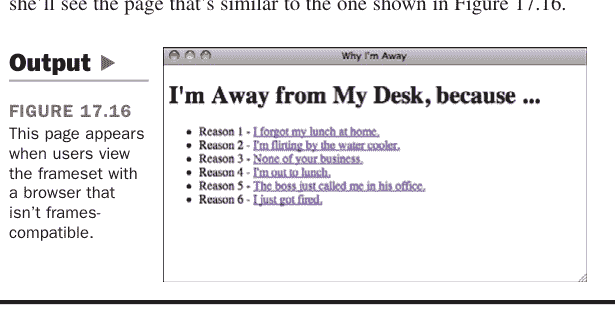 she'll see the page that's similar to the one shown in Figure 17.16.
Output ▶
FIGURE 17.16
This page appears
when users view
the frameset with
a browser that
isn't frames-
compatible.
Why I'm Away
I'm Away from My Desk, because ...
• Reason 1 - I forgot my lunch at home.
• Reason 2 - I'm flirting by the water cooler.
• Reason 3 - None of your business.
• Reason 4 - I'm out to lunch.
• Reason 5 - The boss just called me in his office.
• Reason 6 - I just got fired.